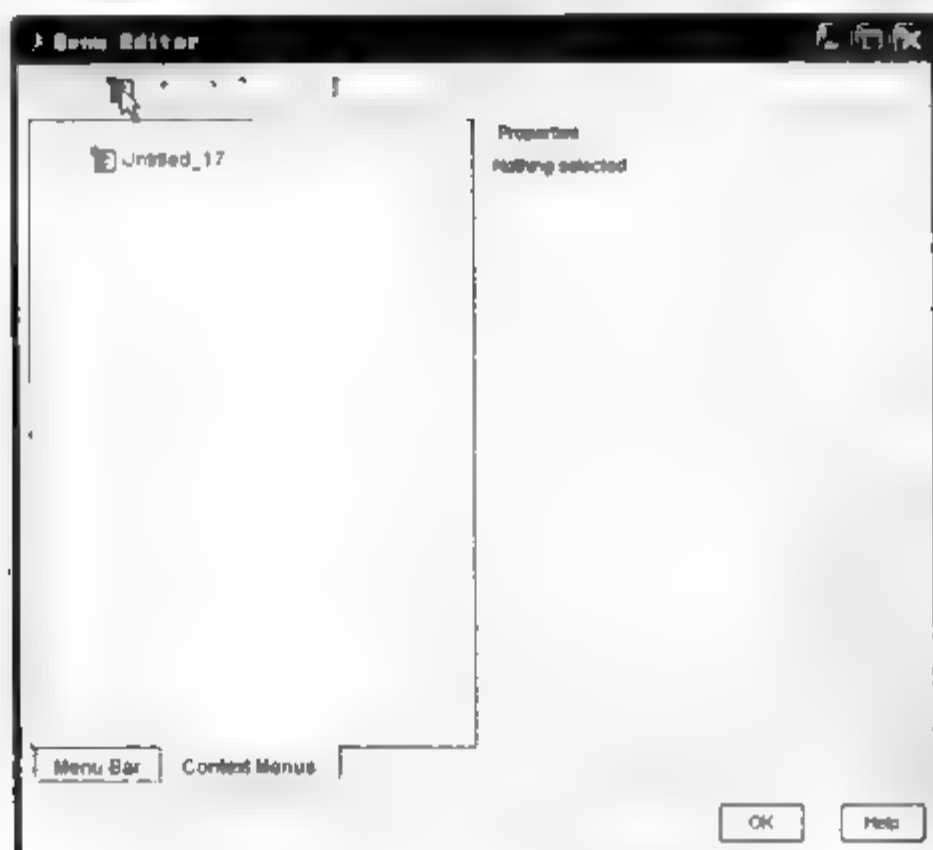 Menu Editor
Properties
Untitled_17
Nothing selected
Menu Bar
Context Menus
OK
Help